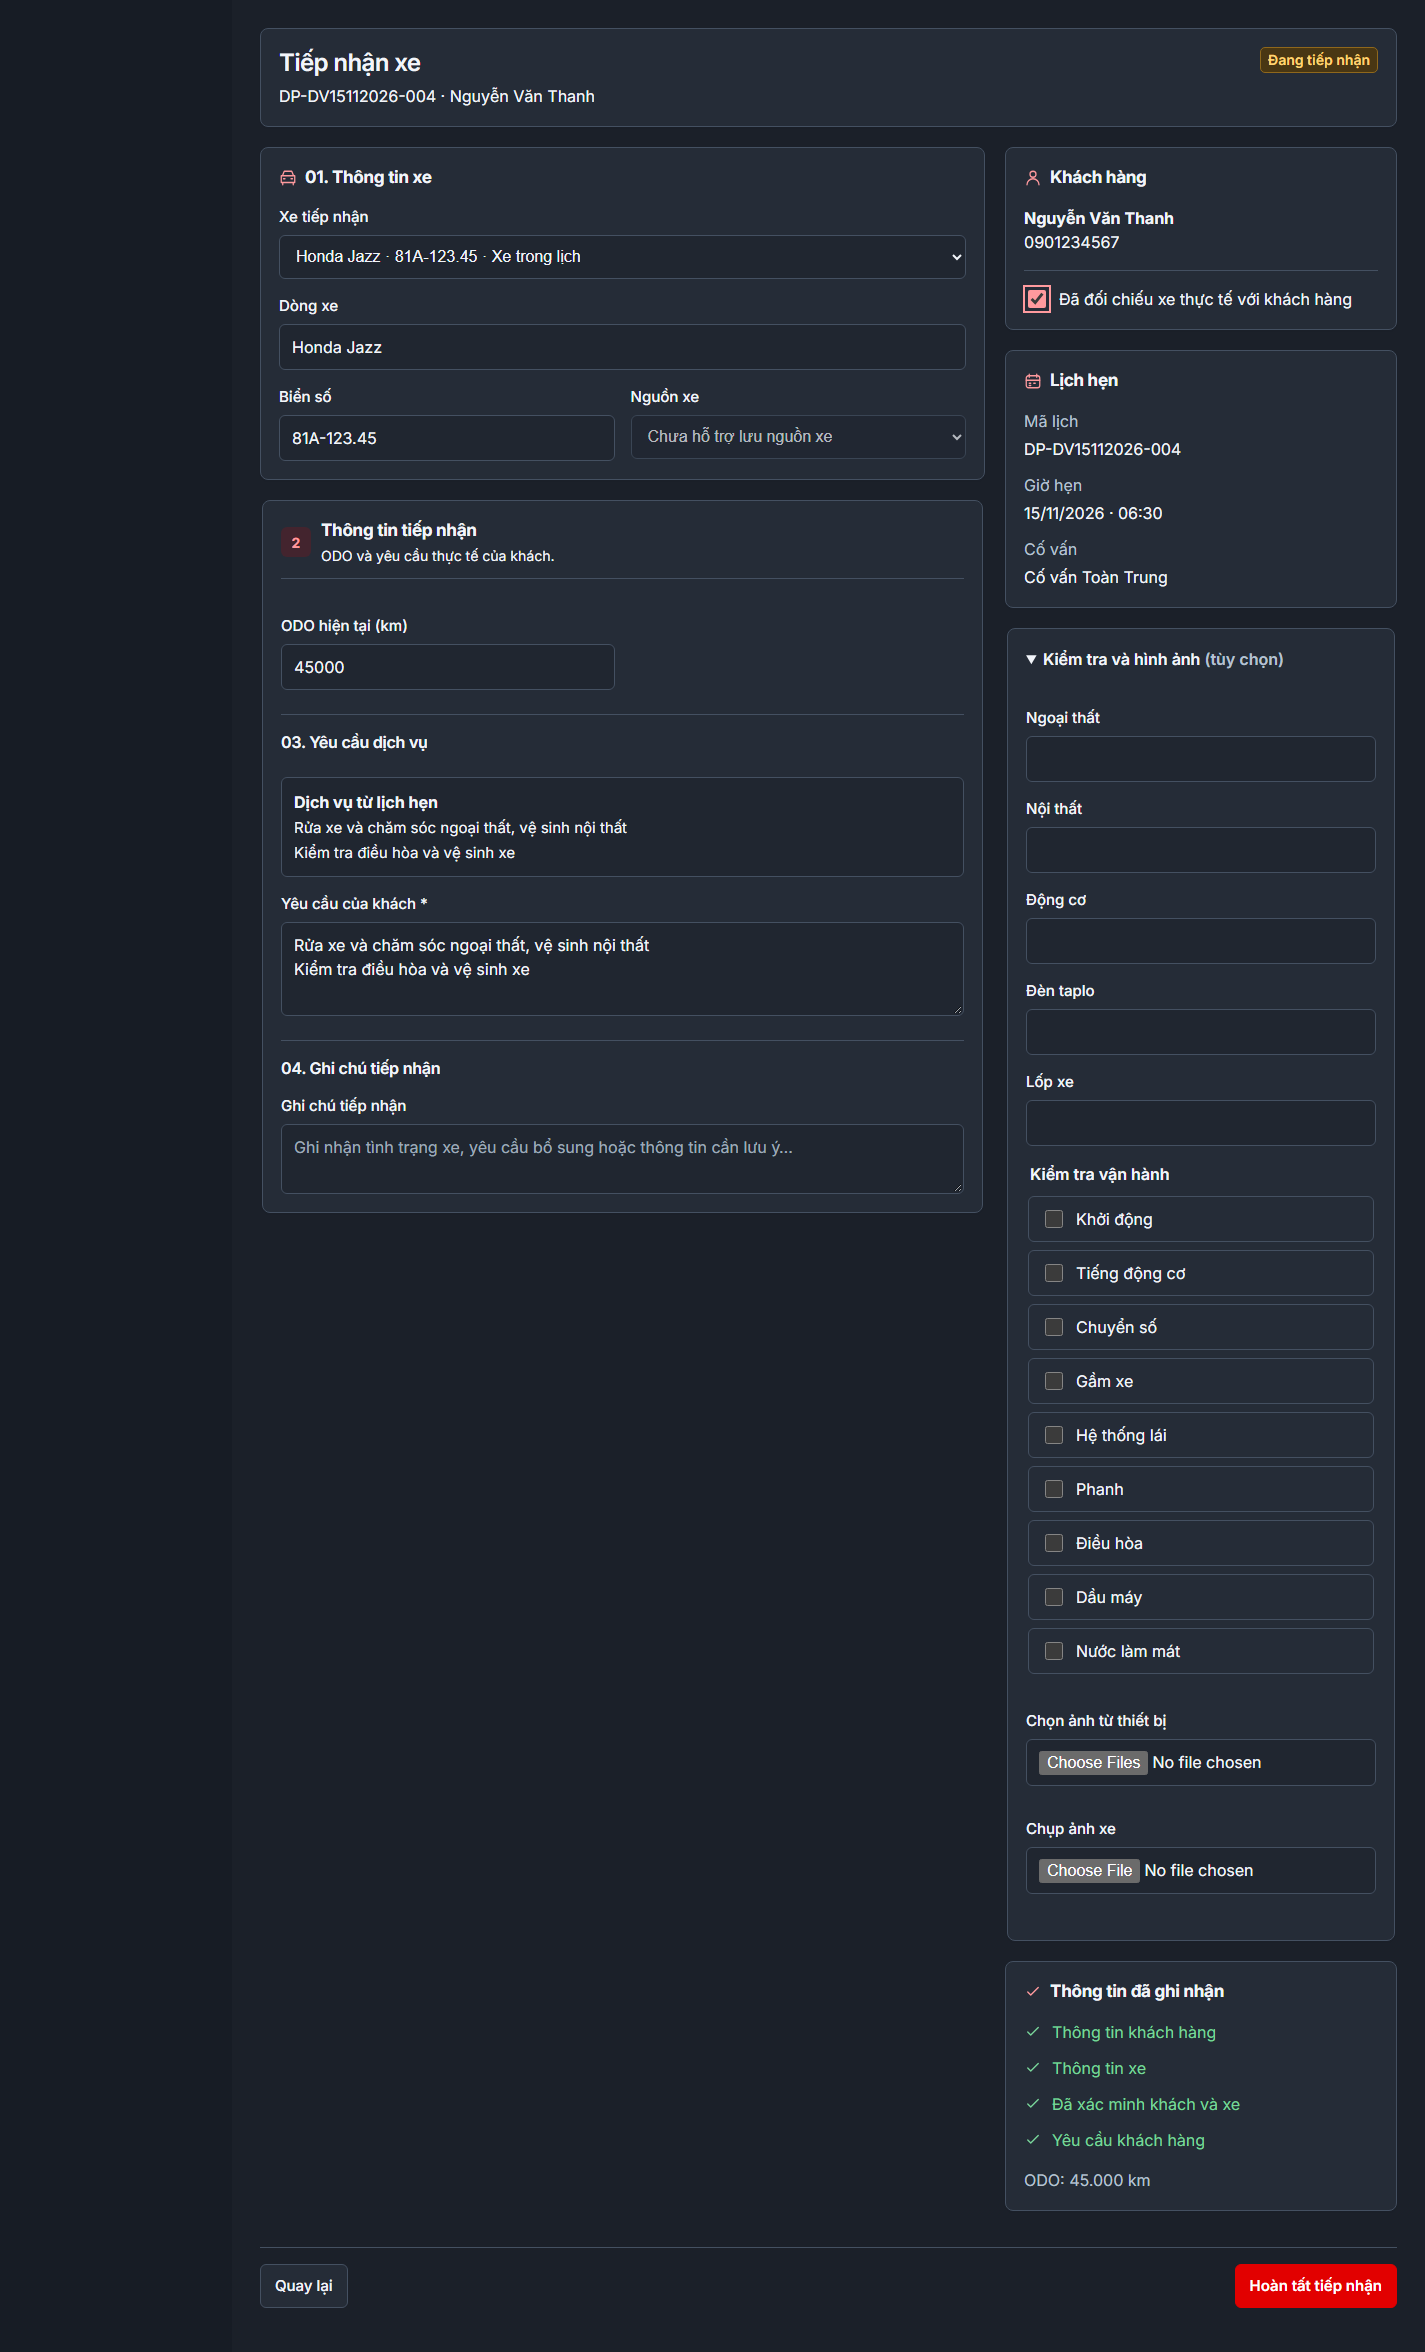 Tiếp nhận xe
Đang tiếp nhận
DP-DV15112026-004 · Nguyễn Văn Thanh
01. Thông tin xe
Xe tiếp nhận
Honda Jazz · 81A-123.45 · Xe trong lịch
Dòng xe
Honda Jazz
Biển số
Nguồn xe
81A-123.45
Chưa hỗ trợ lưu nguồn xe
2
Thông tin tiếp nhận
ODO và yêu cầu thực tế của khách.
ODO hiện tại (km)
45000
03. Yêu cầu dịch vụ
Dịch vụ từ lịch hẹn
Rửa xe và chăm sóc ngoại thất, vệ sinh nội thất
Kiểm tra điều hòa và vệ sinh xe
Yêu cầu của khách *
Rửa xe và chăm sóc ngoại thất, vệ sinh nội thất
Kiểm tra điều hòa và vệ sinh xe
04. Ghi chú tiếp nhận
Ghi chú tiếp nhận
Ghi nhận tình trạng xe, yêu cầu bổ sung hoặc thông tin cần lưu ý...
Khách hàng
Nguyễn Văn Thanh
0901234567
Đã đối chiếu xe thực tế với khách hàng
Lịch hẹn
Mã lịch
DP-DV15112026-004
Giờ hẹn
15/11/2026 · 06:30
Cố vấn
Cố vấn Toàn Trung
Kiểm tra và hình ảnh (tùy chọn)
Ngoại thất
Nội thất
Động cơ
Đèn taplo
Lốp xe
Kiểm tra vận hành
Khởi động
Tiếng động cơ
Chuyển số
Gầm xe
Hệ thống lái
Phanh
Điều hòa
Dầu máy
Nước làm mát
Chọn ảnh từ thiết bị
Choose Files No file chosen
Chụp ảnh xe
Choose File No file chosen
Thông tin đã ghi nhận
Thông tin khách hàng
Thông tin xe
Đã xác minh khách và xe
Yêu cầu khách hàng
ODO: 45.000 km
Quay lại
Hoàn tất tiếp nhận